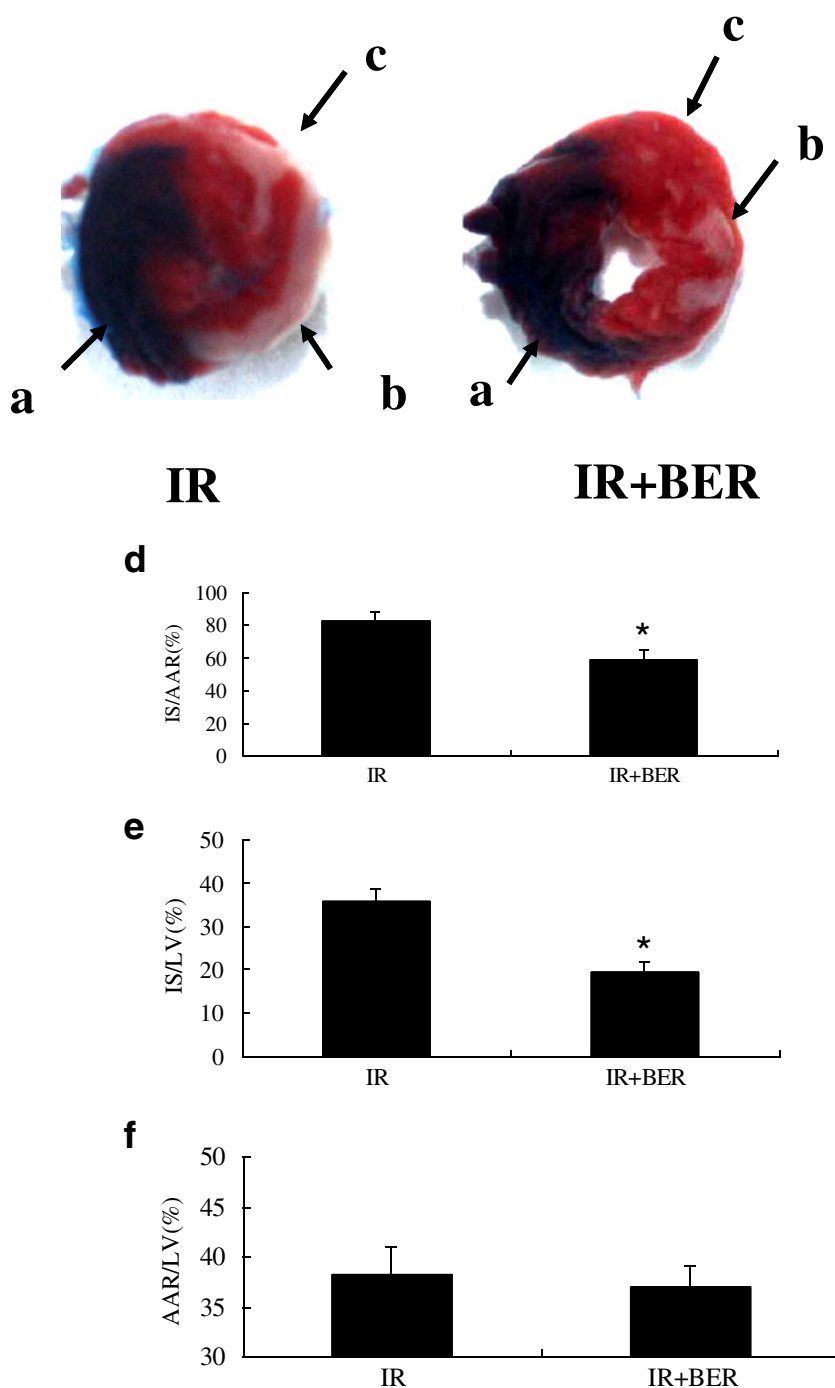 c
c
b
a
b
a
IR
IR+BER
d
IS/AAR(%)
100
80
60
40
20
0
*
IR
IR+BER
e
IS/LV(%)
50
40
30
20
10
0
*
IR
IR+BER
f
AAR/LV(%)
50
45
40
35
30
IR
IR+BER